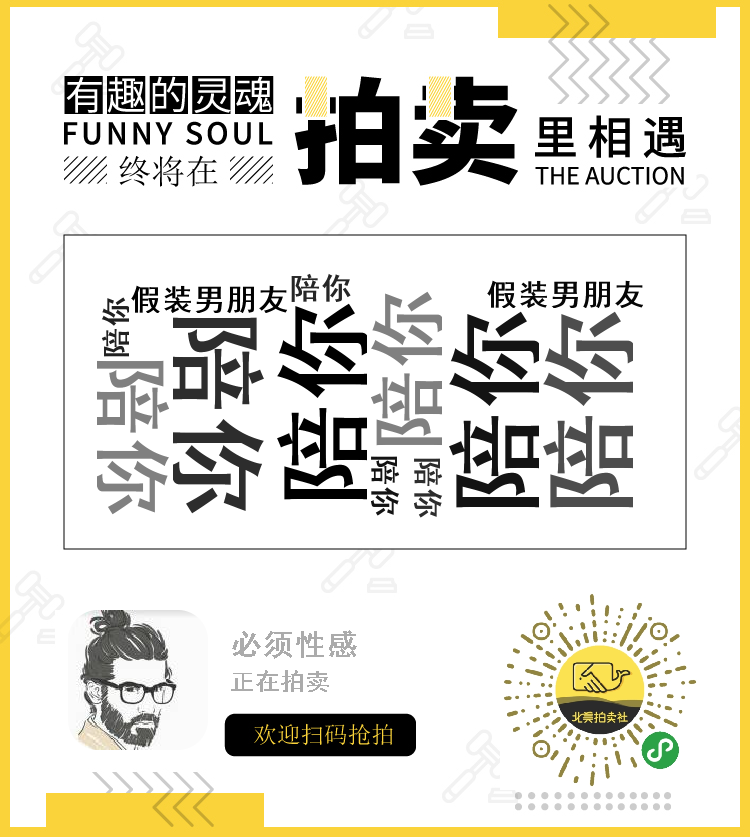 有趣的灵魂
FUNNY SOUL
终将在
拍卖
里相遇
THE AUCTION
陪你
假装男朋友
陪你
假装男朋友
陪你
陪你
陪你
陪你
陪你
陪你
陪你
陪你
必须性感
正在拍卖
欢迎扫码抢拍
北美拍卖社